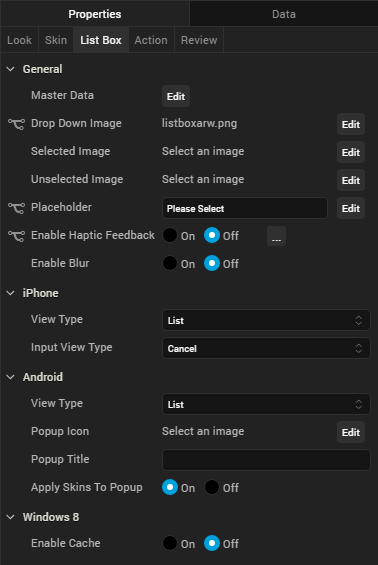 Properties Data
Look Skin List Box Action Review
General
Master Data Edit
Drop Down Image listboxarw.png Edit
Selected Image Select an image Edit
Unselected Image Select an image Edit
Placeholder Please Select Edit
Enable Haptic Feedback On Off ...
Enable Blur On Off
iPhone
View Type List
Input View Type Cancel
Android
View Type List
Popup Icon Select an image Edit
Popup Title
Apply Skins To Popup On Off
Windows 8
Enable Cache On Off